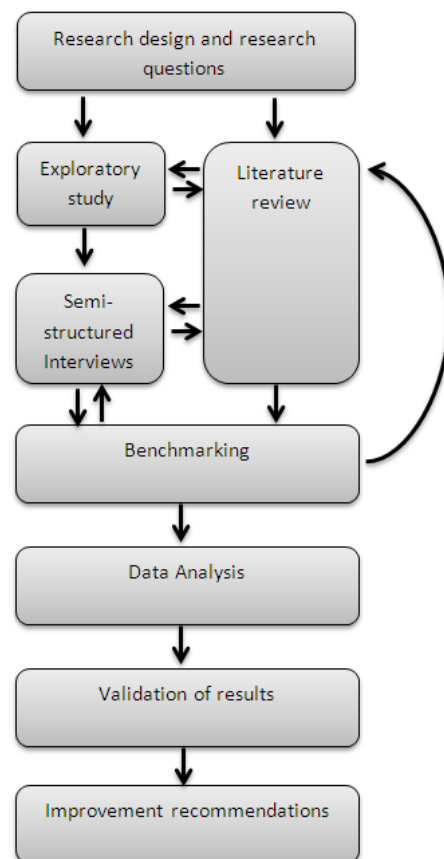 Research design and research
questions
Exploratory
study
Literature
review
Semi-
structured
Interviews
Benchmarking
Data Analysis
Validation of results
Improvement recommendations